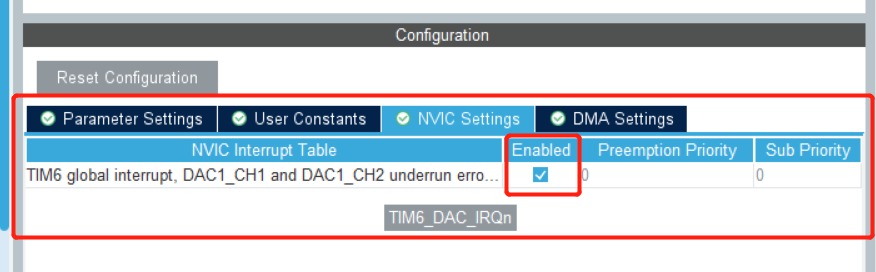 Configuration
Reset Configuration
Parameter Settings User Constants NVIC Settings DMA Settings
NVIC Interrupt Table Enabled Preemption Priority Sub Priority
TIM6 global interrupt, DAC1_CH1 and DAC1_CH2 underrun erro... 0 0
TIM6_DAC_IRQn